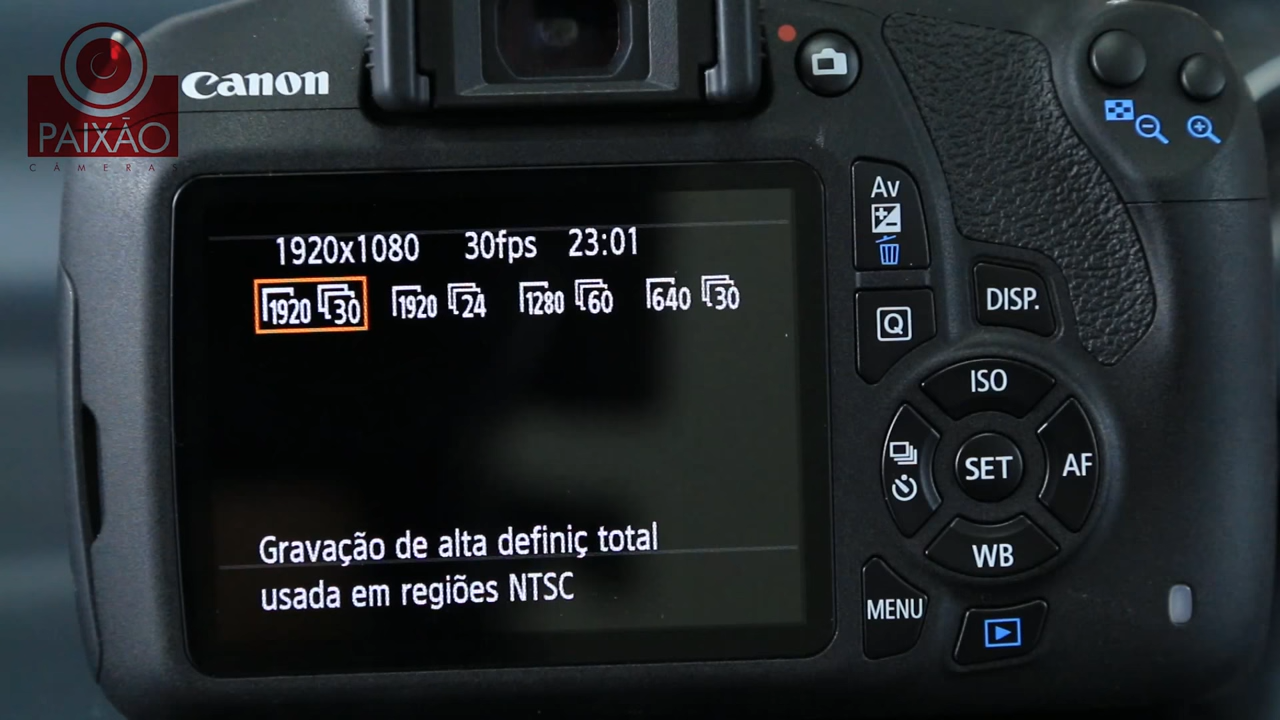 Canon
PAIXÃO
CÂMERAS
1920x1080 30fps 23:01
1920 30 1920 24 1280 60 640 30
Gravação de alta definiç total
usada em regiões NTSC
Av
Q
DISP.
ISO
SET
AF
WB
MENU